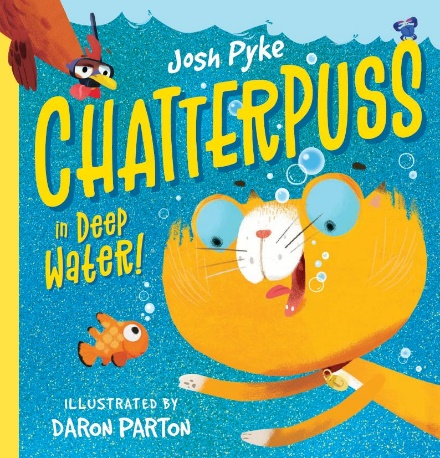 Josh Pyke
CHATTERPUSS
in Deep
Water!
ILLUSTRATED BY
DARON PARTON